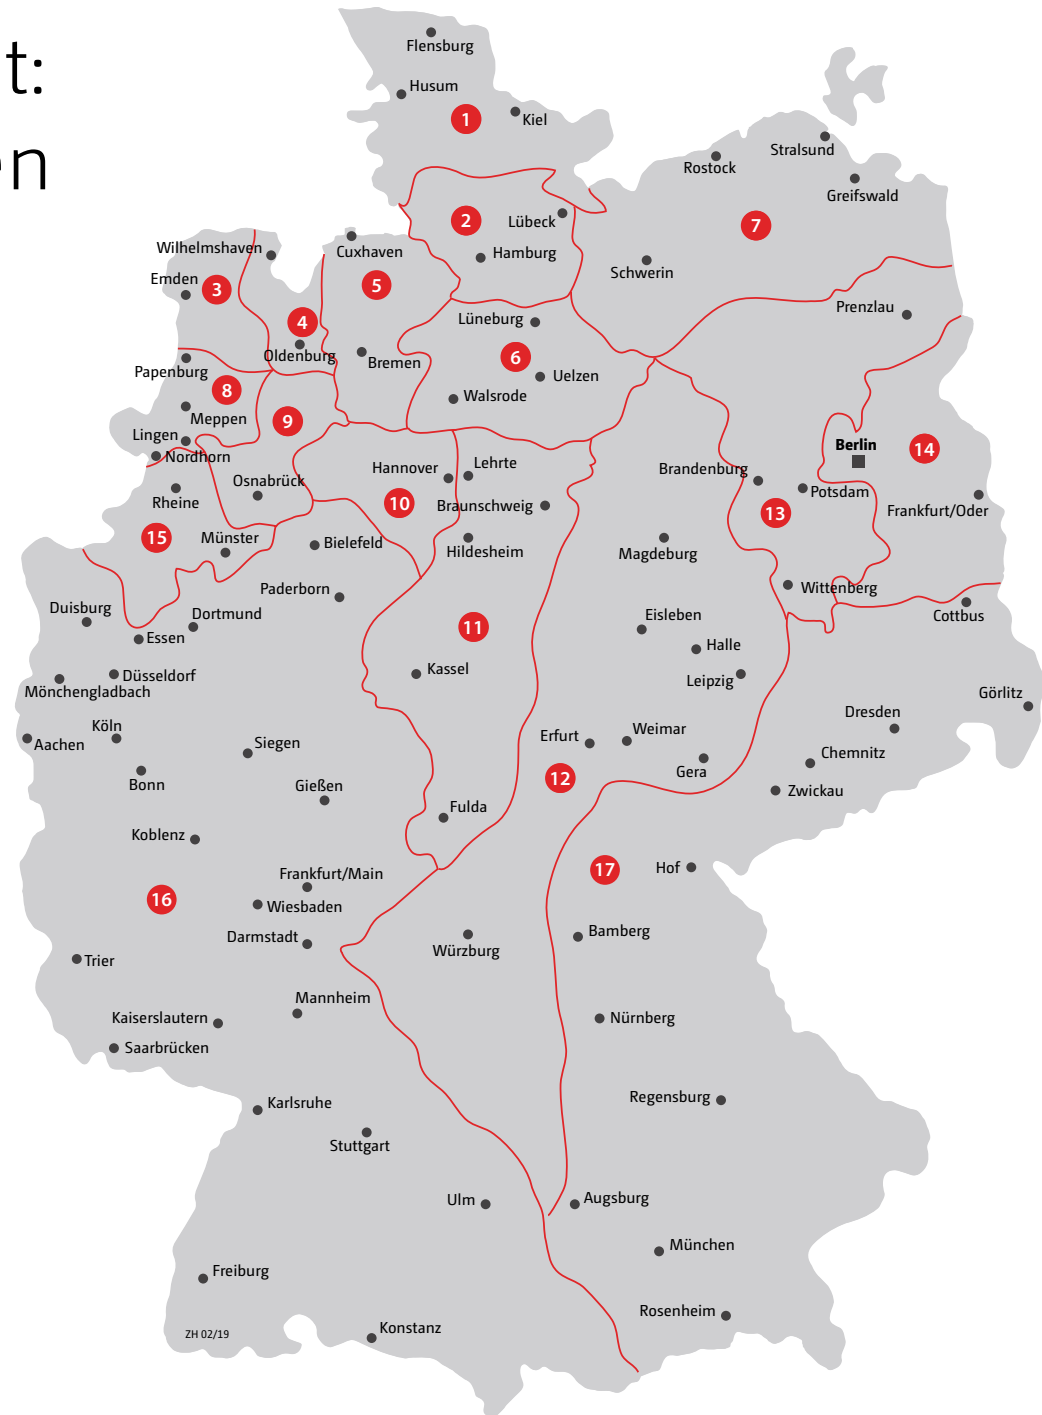 t:
en
Flensburg
Husum
1
Kiel
Stralsund
Rostock
Greifswald
2
Lübeck
7
Wilhelmshaven
Cuxhaven
Hamburg
Schwerin
Emden
3
5
Prenzlau
4
Lüneburg
Oldenburg
Bremen
6
Papenburg
Uelzen
8
Walsrode
Meppen
9
Lingen
Berlin
14
Nordhorn
Hannover
Lehrte
Brandenburg
Osnabrück
Potsdam
Rheine
10
Braunschweig
Frankfurt/Oder
13
15
Münster
Bielefeld
Hildesheim
Magdeburg
Paderborn
Wittenberg
Duisburg
Dortmund
Eisleben
Cottbus
11
Essen
Halle
Düsseldorf
Kassel
Leipzig
Mönchengladbach
Görlitz
Dresden
Köln
Weimar
Erfurt
Aachen
Siegen
Chemnitz
Gera
12
Bonn
Gießen
Zwickau
Fulda
Koblenz
Hof
17
Frankfurt/Main
16
Wiesbaden
Bamberg
Darmstadt
Würzburg
Trier
Mannheim
Kaiserslautern
Nürnberg
Saarbrücken
Karlsruhe
Regensburg
Stuttgart
Ulm
Augsburg
München
Freiburg
Rosenheim
Konstanz
ZH 02/19